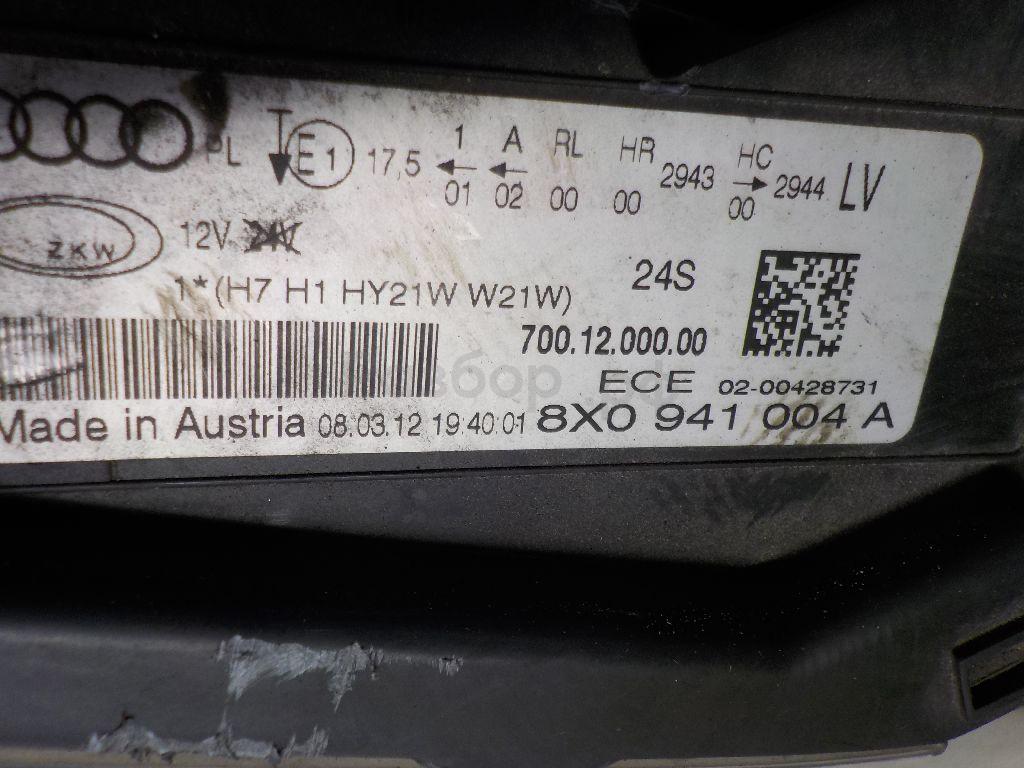 PL E1 17,5 1 A RL HR 2943 HC 2944 LV
01 02 00 00 00
ZKW 12V 24V
24S
1*(H7 H1 HY21W W21W)
700.12.000.00
ECE 02-00428731
Made in Austria 08.03.12 19:40:01 8X0 941 004 A